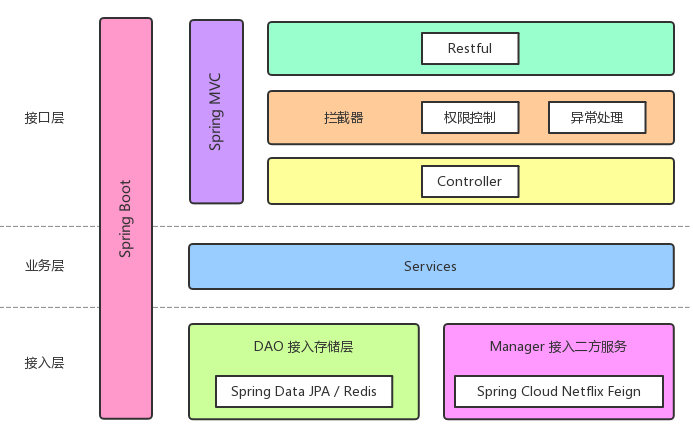 接口层
Spring Boot
Spring MVC
Restful
拦截器
权限控制
异常处理
Controller
业务层
Services
接入层
DAO 接入存储层
Spring Data JPA / Redis
Manager 接入二方服务
Spring Cloud Netflix Feign